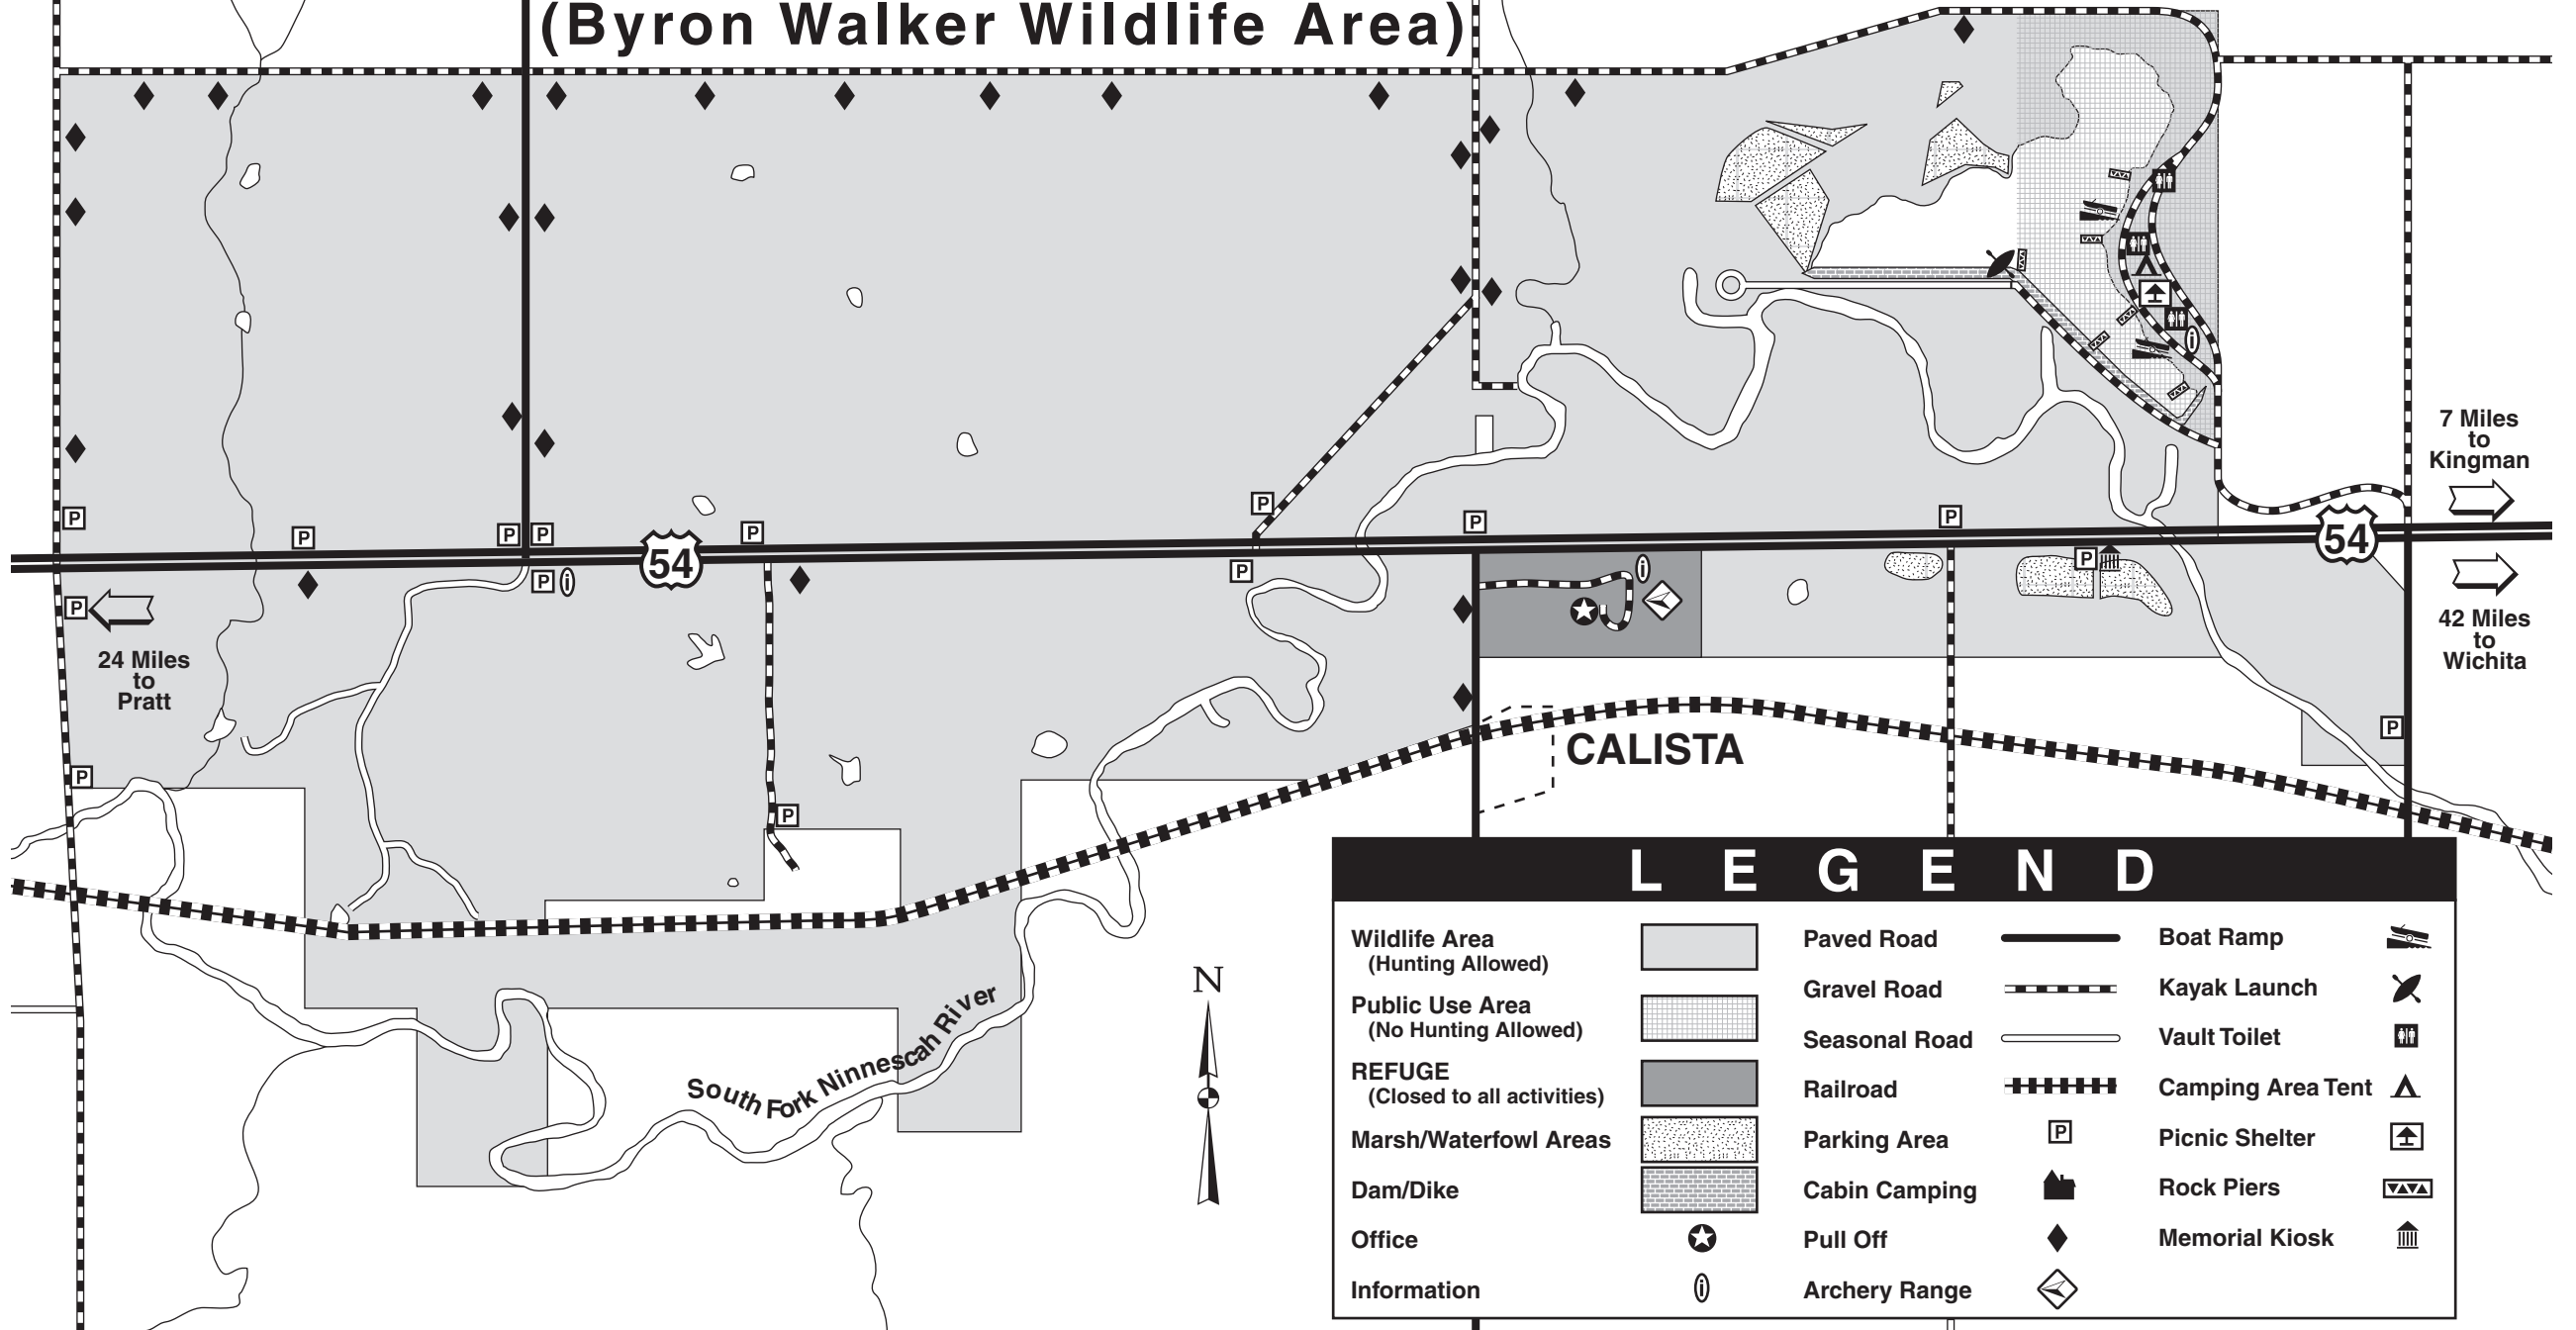 (Byron Walker Wildlife Area)
7 Miles
to
Kingman
P
P
P
P
P
P
P
P
P
54
54
P
P
i
i
P
P
42 Miles
to
Wichita
24 Miles
to
Pratt
P
P
P
CALISTA
N
South Fork Ninnescah River
i
LEGEND
Wildlife Area
(Hunting Allowed)
Public Use Area
(No Hunting Allowed)
REFUGE
(Closed to all activities)
Marsh/Waterfowl Areas
Dam/Dike
Office
Information
i
Paved Road
Gravel Road
Seasonal Road
Railroad
Parking Area
P
Cabin Camping
Pull Off
Archery Range
Boat Ramp
Kayak Launch
Vault Toilet
Camping Area Tent
Picnic Shelter
Rock Piers
Memorial Kiosk